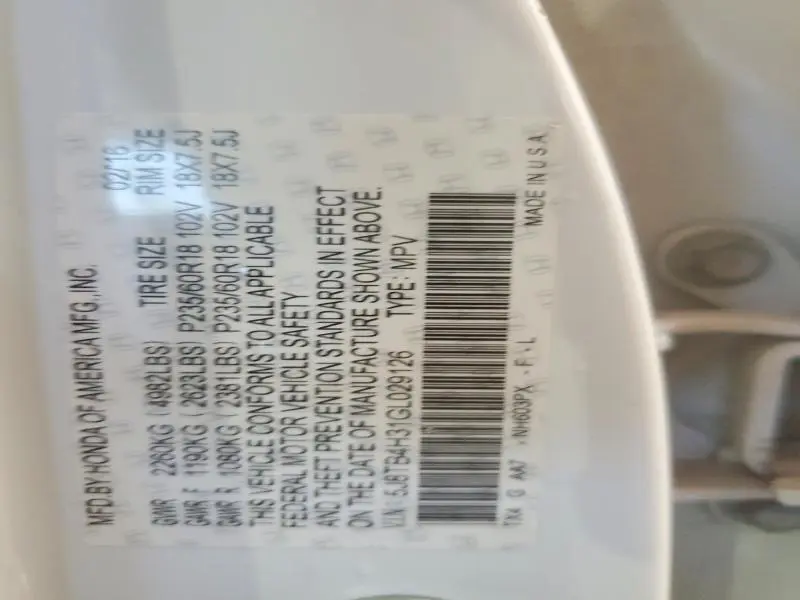 MFD.BY HONDA OF AMERICA MFG., INC. 02/16
TIRE SIZE RIM SIZE
GVWR 2260KG (4982LBS)
GAWR F 1190KG (2623LBS) P235/60R18 102V 18X7.5J
GAWR R 1080KG (2381LBS) P235/60R18 102V 18X7.5J
THIS VEHICLE CONFORMS TO ALL APPLICABLE
FEDERAL MOTOR VEHICLE SAFETY
AND THEFT PREVENTION STANDARDS IN EFFECT
ON THE DATE OF MANUFACTURE SHOWN ABOVE.
V.I.N.: 5J8TB4H31GL029126 TYPE: MPV
TX4 G AA7 -NH603PX -F-L
MADE IN U.S.A.